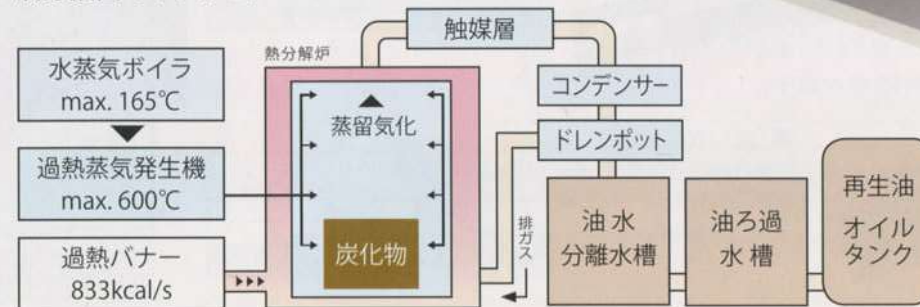 水蒸気ボイラ
max. 165℃
過熱蒸気発生機
max. 600℃
過熱バナー
833kcal/s
熱分解炉
蒸留気化
炭化物
触媒層
コンデンサー
ドレンポット
排ガス
油水
分離水槽
油ろ過
水槽
再生油
オイル
タンク